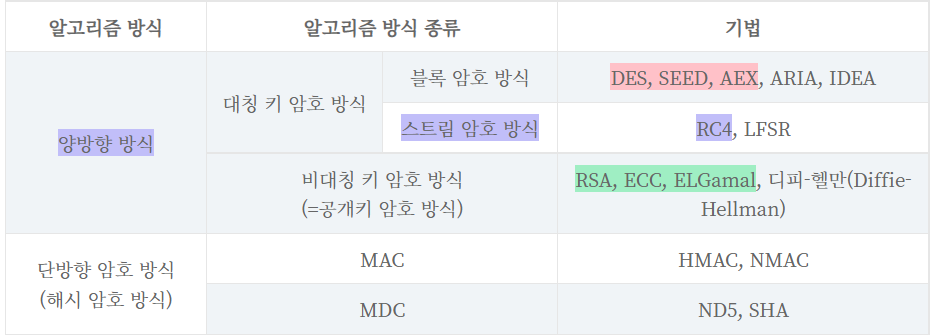 알고리즘 방식 알고리즘 방식 종류 기법
양방향 방식
대칭 키 암호 방식
블록 암호 방식 DES, SEED, AEX, ARIA, IDEA
스트림 암호 방식 RC4, LFSR
비대칭 키 암호 방식
(=공개키 암호 방식)
RSA, ECC, ELGamal, 디피-헬만(Diffie-
Hellman)
단방향 암호 방식
(해시 암호 방식)
MAC HMAC, NMAC
MDC ND5, SHA